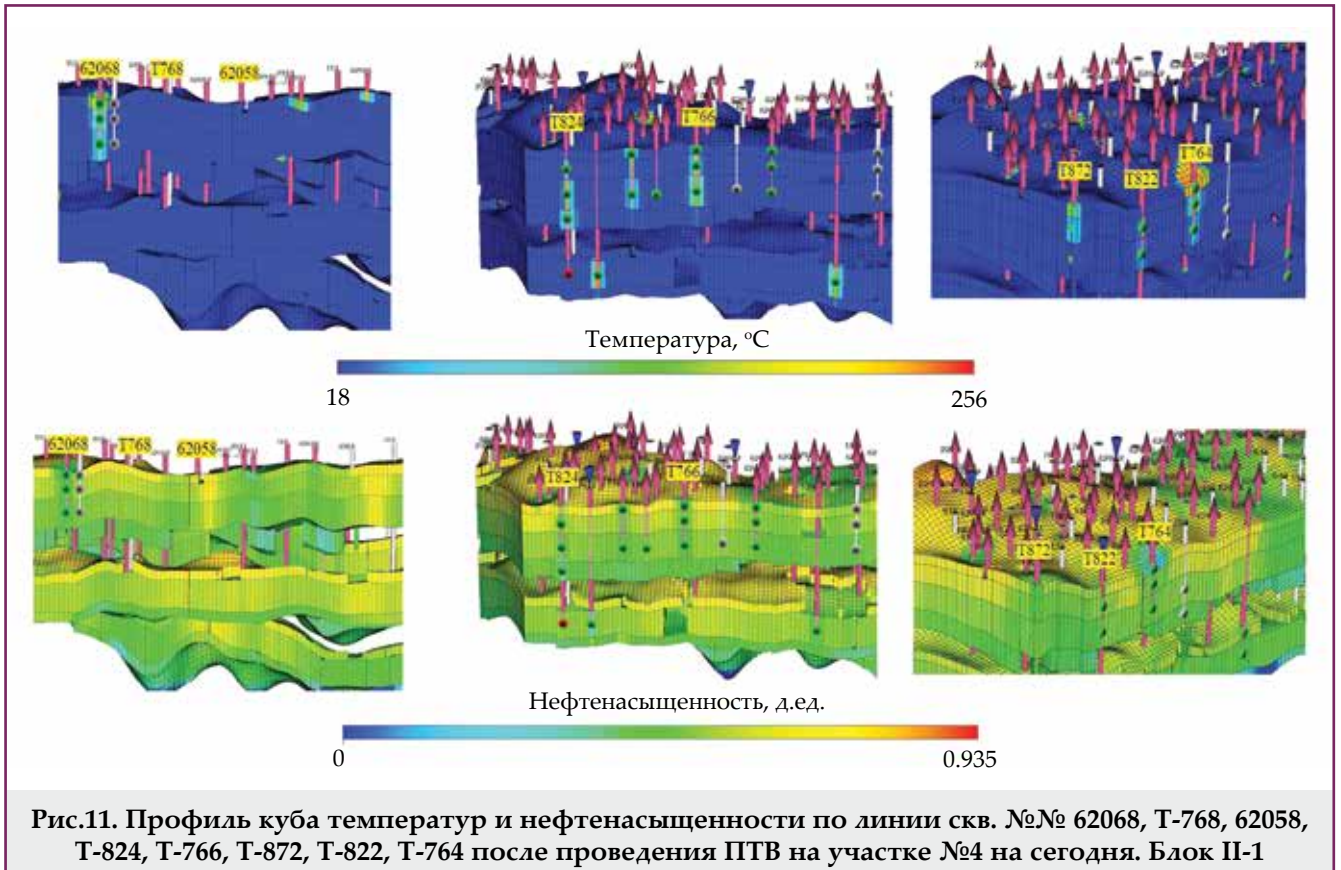 62068 T768 62058
T824 T766
T872 T822 T764
Температура, °С
18 256
62068 T768 62058
T824 T766
T872 T822 T764
Нефтенасыщенность, д.ед.
0 0.935
Рис.11. Профиль куба температур и нефтенасыщенности по линии скв. №№ 62068, Т-768, 62058,
Т-824, Т-766, Т-872, Т-822, Т-764 после проведения ПТВ на участке №4 на сегодня. Блок II-1